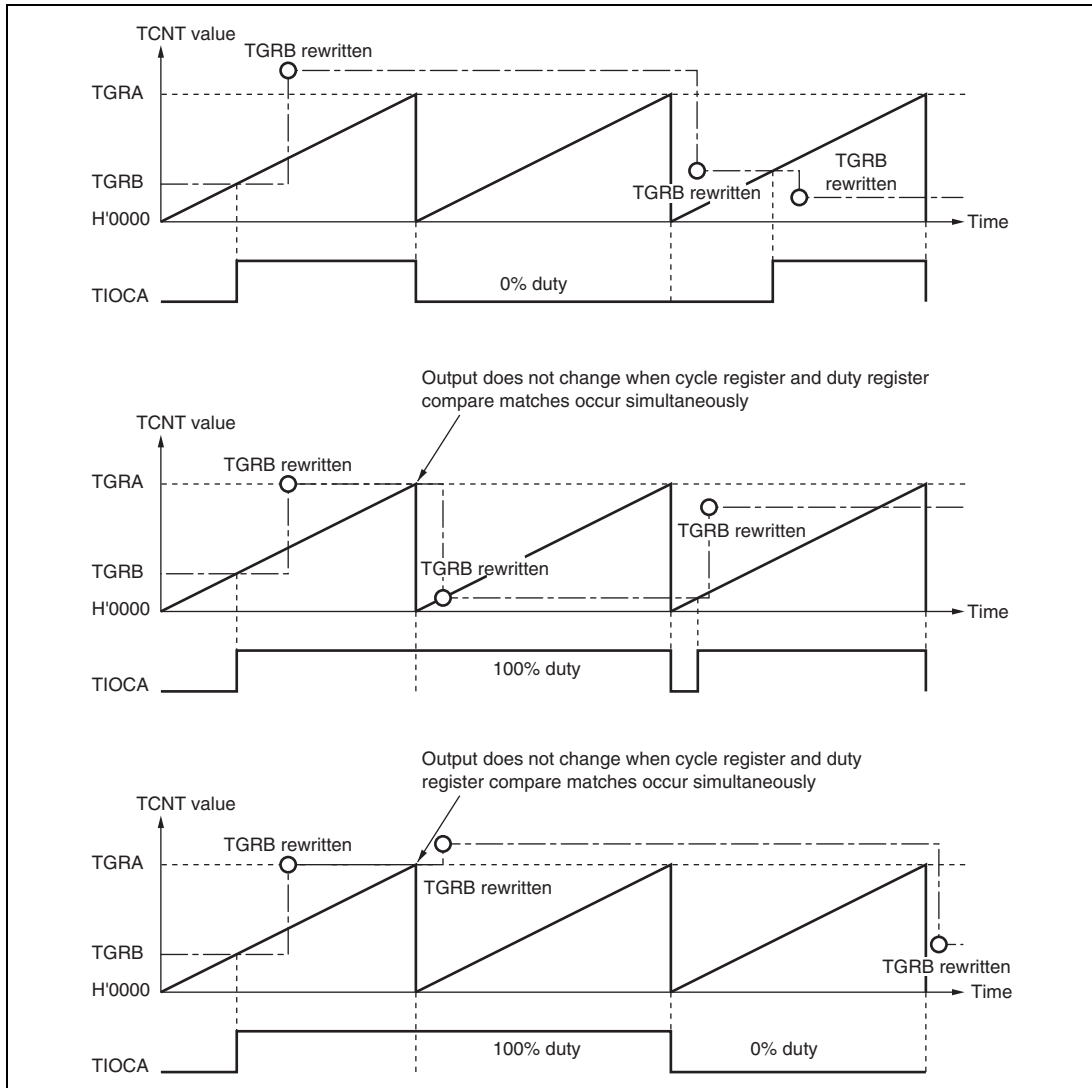 TCNT value
TGRB rewritten
TGRA
TGRB
rewritten
TGRB
TGRB rewritten
H'0000
Time
TIOCA
0% duty
Output does not change when cycle register and duty register
compare matches occur simultaneously
TCNT value
TGRB rewritten
TGRA
TGRB rewritten
TGRB
TGRB rewritten
H'0000
Time
TIOCA
100% duty
Output does not change when cycle register and duty
register compare matches occur simultaneously
TCNT value
TGRB rewritten
TGRA
TGRB rewritten
TGRB
TGRB rewritten
H'0000
Time
TIOCA
100% duty
0% duty